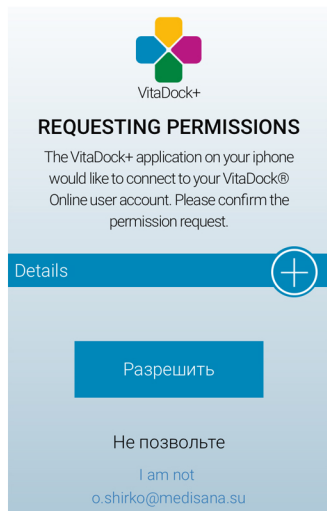 VitaDock+
REQUESTING PERMISSIONS
The VitaDock+ application on your iphone
would like to connect to your VitaDock®
Online user account. Please confirm the
permission request.
Details
Разрешить
Не позвольте
I am not
o.shirko@medisana.su